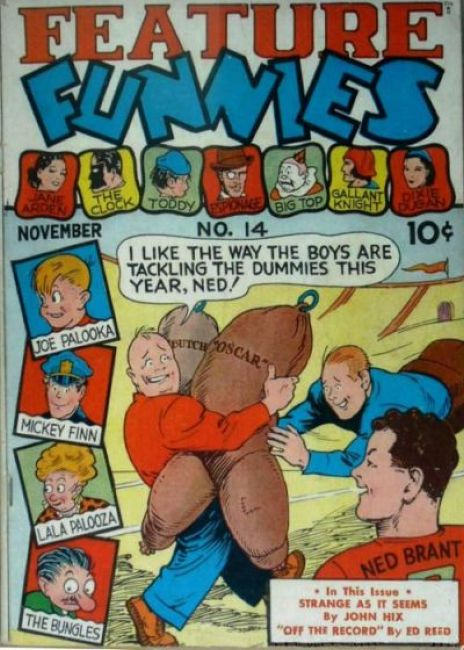 FEATURE
FUNNIES
JANE
ARDEN
THE
CLOCK
TODDY
ESPIONAGE
BIG TOP
GALLANT
KNIGHT
DIXIE
DUGAN
NOVEMBER
NO. 14
10¢
I LIKE THE WAY THE BOYS ARE
TACKLING THE DUMMIES THIS
YEAR, NED!
JOE PALOOKA
MICKEY FINN
LALA PALOOZA
THE BUNGLES
BUTCH
"OSCAR"
NED BRANT
• In This Issue •
STRANGE AS IT SEEMS
By JOHN HIX
"OFF THE RECORD" By ED REED